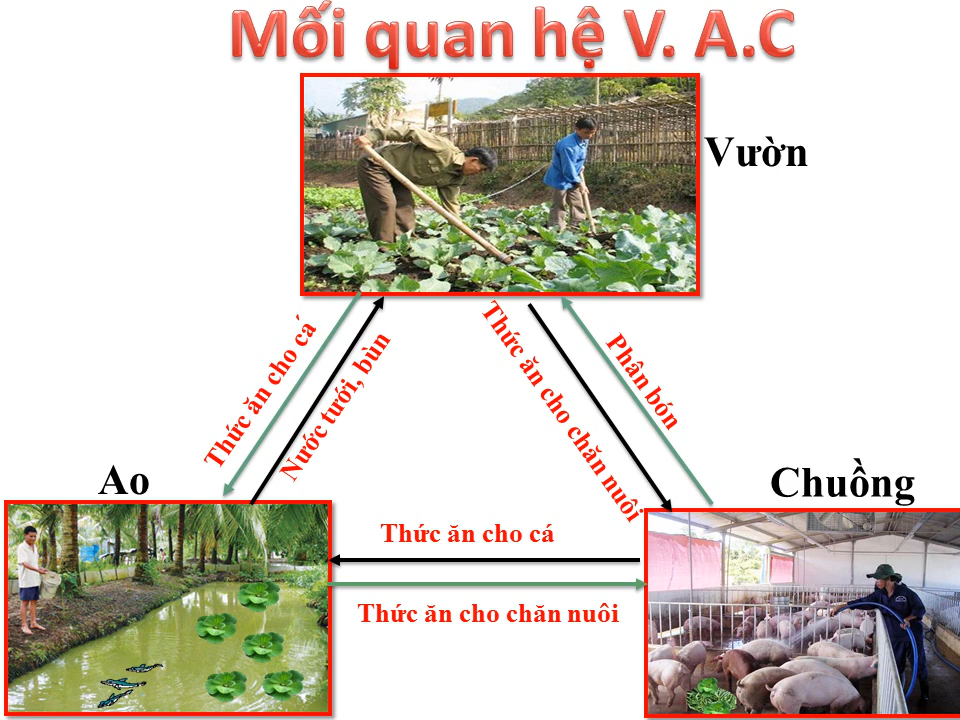 Mối quan hệ V. A.C
Vườn
Thức ăn cho cá
Nước tưới, bùn
Thức ăn cho chăn nuôi
Phân bón
Ao
Chuồng
Thức ăn cho cá
Thức ăn cho chăn nuôi